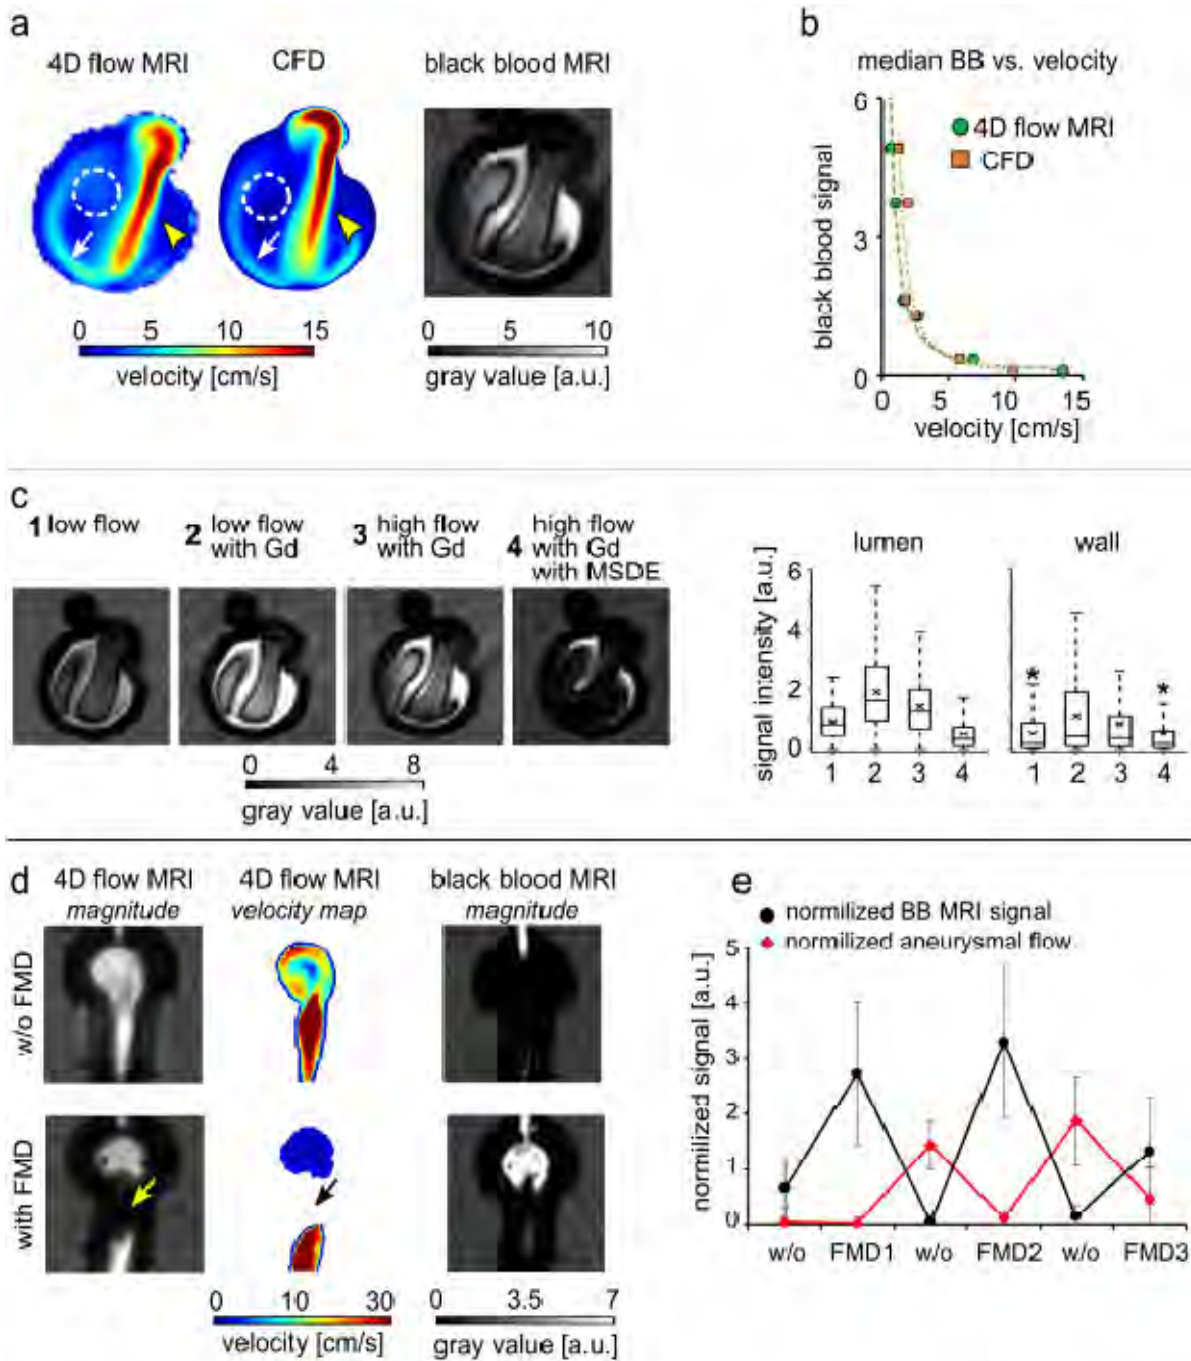 a
4D flow MRI
CFD
black blood MRI
0 5 10 15
velocity [cm/s]
0 5 10
gray value [a.u.]
b
median BB vs. velocity
4D flow MRI
CFD
black blood signal
6
3
0
0 5 10 15
velocity [cm/s]
c
1 low flow
2 low flow
with Gd
3 high flow
with Gd
4 high flow
with Gd
with MSDE
0 4 8
gray value [a.u.]
lumen
wall
signal intensity [a.u.]
6
4
2
0
* *
1 2 3 4
1 2 3 4
d
4D flow MRI
magnitude
4D flow MRI
velocity map
black blood MRI
magnitude
w/o FMD
with FMD
0 10 30
velocity [cm/s]
0 3.5 7
gray value [a.u.]
e
normilized BB MRI signal
normilized aneurysmal flow
normilized signal [a.u.]
5
4
3
2
1
0
w/o FMD1 w/o FMD2 w/o FMD3